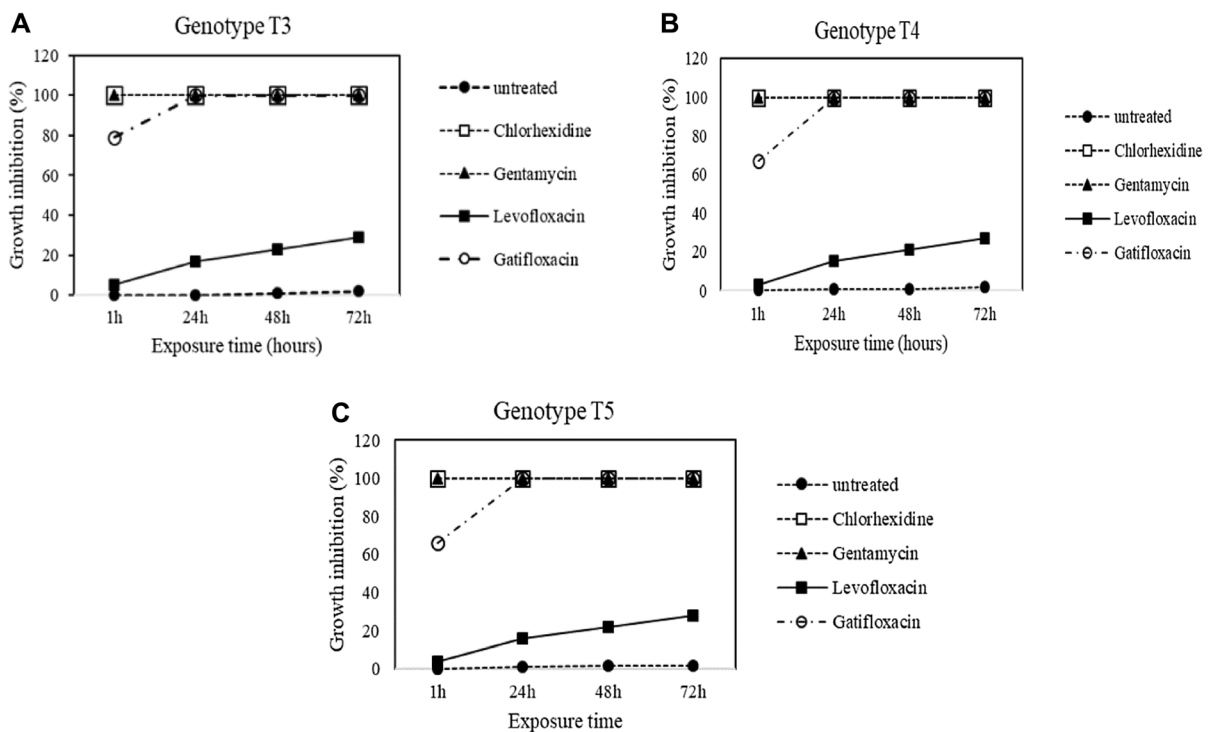 A
Genotype T3
Growth inhibition (%)
120
100
80
60
40
20
0
1h 24h 48h 72h
Exposure time (hours)
untreated
Chlorhexidine
Gentamycin
Levofloxacin
Gatifloxacin
B
Genotype T4
Growth inhibition (%)
120
100
80
60
40
20
0
1h 24h 48h 72h
Exposure time (hours)
untreated
Chlorhexidine
Gentamycin
Levofloxacin
Gatifloxacin
C
Genotype T5
Growth inhibition (%)
120
100
80
60
40
20
0
1h 24h 48h 72h
Exposure time
untreated
Chlorhexidine
Gentamycin
Levofloxacin
Gatifloxacin